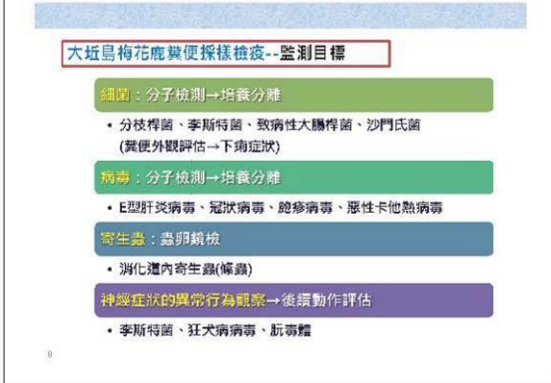 大坵島梅花鹿糞便採樣檢疫--監測目標
細菌：分子檢測→培養分離
• 分枝桿菌、李斯特菌、致病性大腸桿菌、沙門氏菌
(糞便外觀評估→下痢症狀)
病毒：分子檢測→培養分離
• E型肝炎病毒、冠狀病毒、皰疹病毒、惡性卡他熱病毒
寄生蟲：蟲卵鏡檢
• 消化道內寄生蟲(絛蟲)
神經症狀的異常行為觀察→後續動作評估
• 李斯特菌、狂犬病病毒、朊毒體
8